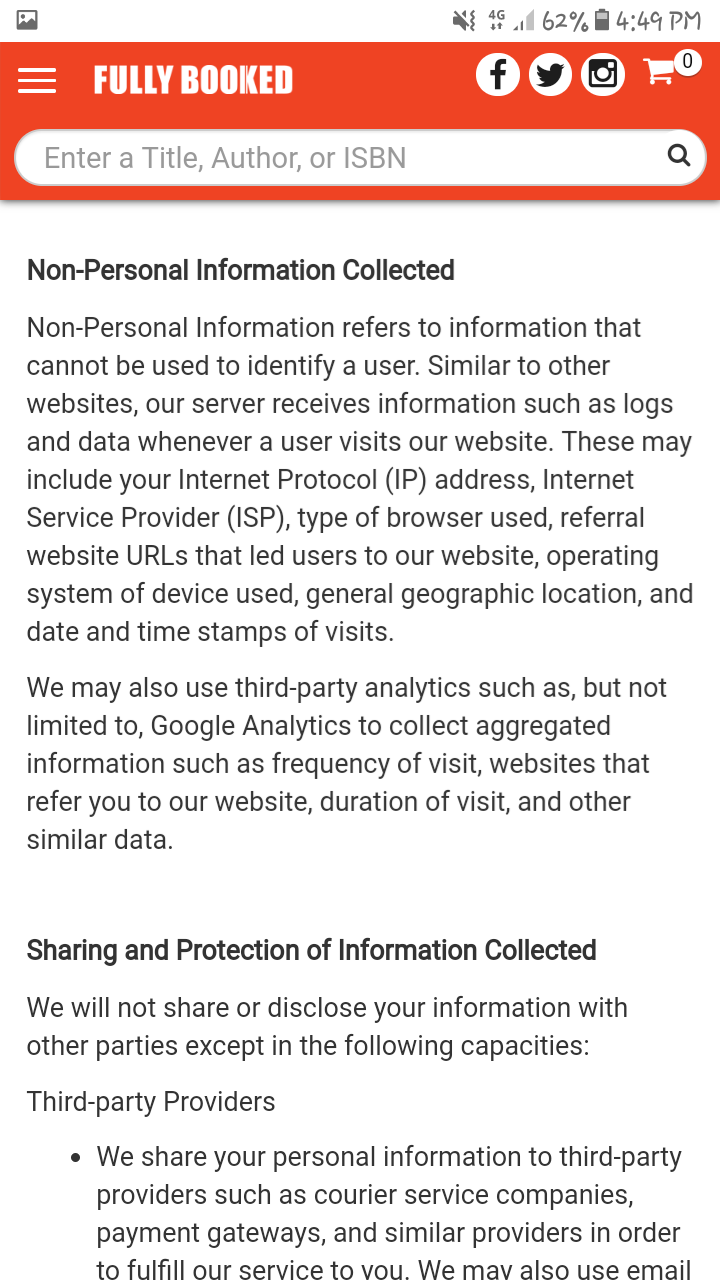 4G 62% 4:49 PM
FULLY BOOKED
0
Enter a Title, Author, or ISBN
Non-Personal Information Collected
Non-Personal Information refers to information that
cannot be used to identify a user. Similar to other
websites, our server receives information such as logs
and data whenever a user visits our website. These may
include your Internet Protocol (IP) address, Internet
Service Provider (ISP), type of browser used, referral
website URLs that led users to our website, operating
system of device used, general geographic location, and
date and time stamps of visits.
We may also use third-party analytics such as, but not
limited to, Google Analytics to collect aggregated
information such as frequency of visit, websites that
refer you to our website, duration of visit, and other
similar data.
Sharing and Protection of Information Collected
We will not share or disclose your information with
other parties except in the following capacities:
Third-party Providers
• We share your personal information to third-party
providers such as courier service companies,
payment gateways, and similar providers in order
to fulfill our service to you. We may also use email